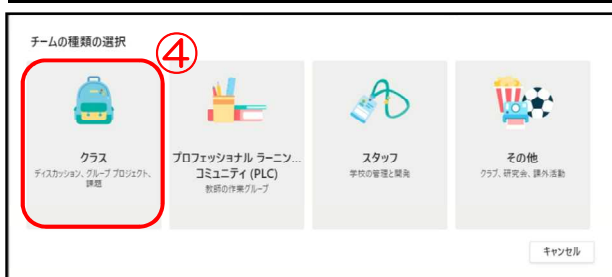 チームの種類の選択
④
クラス
ディスカッション、グループ プロジェクト、
課題
プロフェッショナル ラーニン...
コミュニティ (PLC)
教師の作業グループ
スタッフ
学校の管理と開発
その他
クラブ、研究会、課外活動
キャンセル